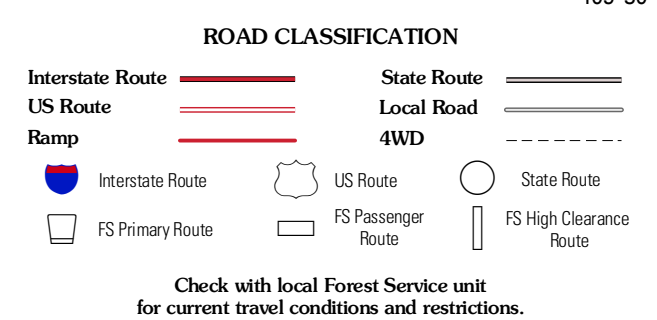 ROAD CLASSIFICATION
Interstate Route
State Route
US Route
Local Road
Ramp
4WD
Interstate Route
US Route
State Route
FS Primary Route
FS Passenger
Route
FS High Clearance
Route
Check with local Forest Service unit
for current travel conditions and restrictions.